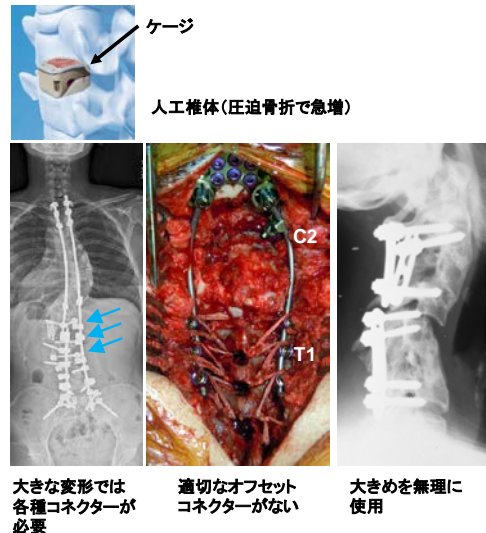 ケージ
人工椎体(圧迫骨折で急増)
C2
T1
大きな変形では
各種コネクターが
必要
適切なオフセット
コネクターがない
大きめを無理に
使用